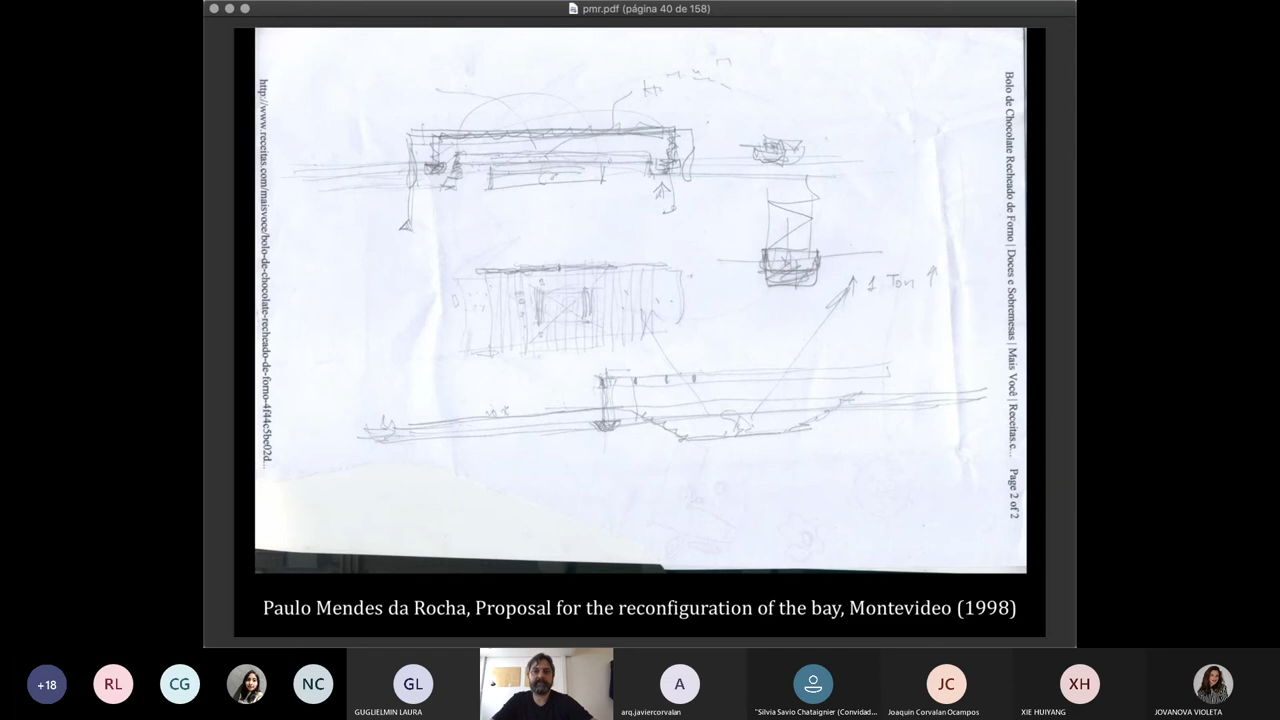 pmr.pdf (página 40 de 158)
http://www.receitas.com/maisvoce/bolo-de-chocolate-recheado-de-forno-4f44c5be02d...
Bolo de Chocolate Recheado de Forno | Doces e Sobremesas | Mais Você | Receitas.c... Page 2 of 2
1 Ton
Paulo Mendes da Rocha, Proposal for the reconfiguration of the bay, Montevideo (1998)
+18
RL
CG
NC
GL
A
JC
XH
GUGLIELMIN LAURA
arq.javiercorvalan
"Silvia Savio Chataignier (Convidad...
Joaquin Corvalan Ocampos
XIE HUIYANG
JOVANOVA VIOLETA